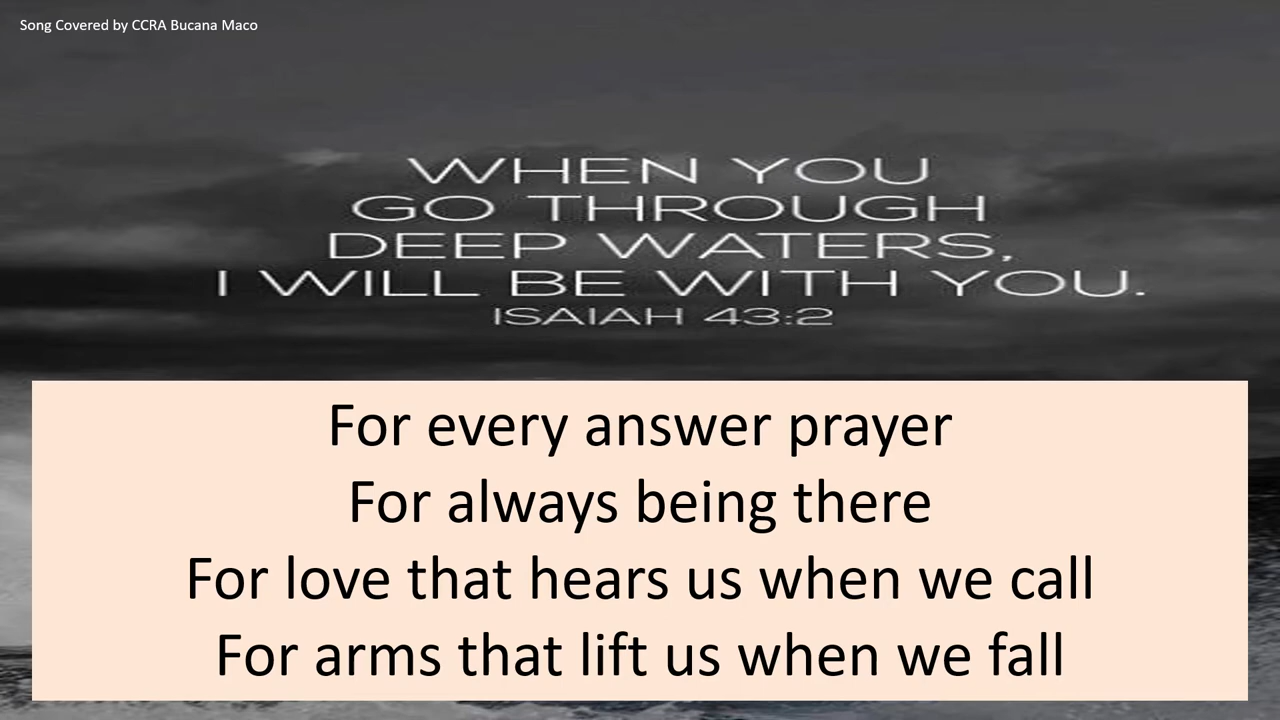 Song Covered by CCRA Bucana Maco
WHEN YOU
GO THROUGH
DEEP WATERS,
I WILL BE WITH YOU.
ISAIAH 43:2
For every answer prayer
For always being there
For love that hears us when we call
For arms that lift us when we fall